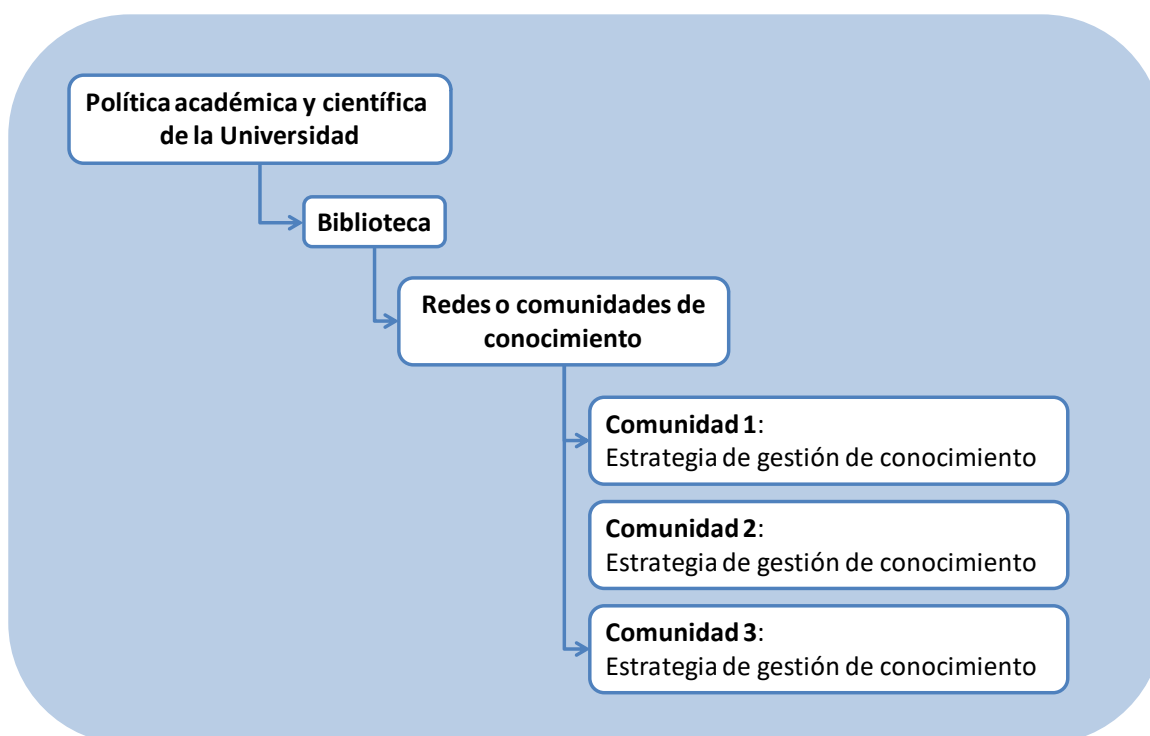 Política académica y científica
de la Universidad
Biblioteca
Redes o comunidades de
conocimiento
Comunidad 1:
Estrategia de gestión de conocimiento
Comunidad 2:
Estrategia de gestión de conocimiento
Comunidad 3:
Estrategia de gestión de conocimiento